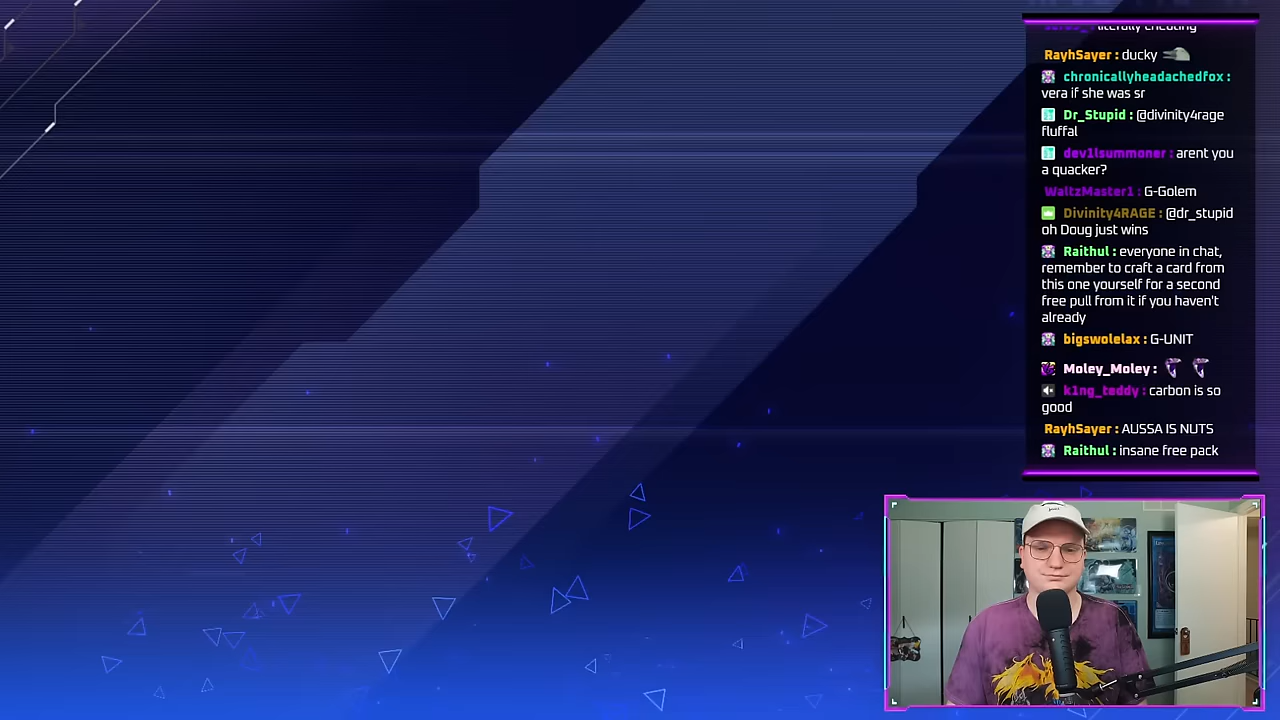 literally cheating
RayhSayer : ducky
chronicallyheadachedfox :
vera if she was sr
Dr_Stupid : @divinity4rage
fluffal
dev1lsummoner : arent you
a quacker?
WaltzMaster1 : G-Golem
Divinity4RAGE : @dr_stupid
oh Doug just wins
Raithul : everyone in chat,
remember to craft a card from
this one yourself for a second
free pull from it if you haven't
already
bigswolelax : G-UNIT
Moley_Moley :
k1ng_teddy : carbon is so
good
RayhSayer : AUSSA IS NUTS
Raithul : insane free pack